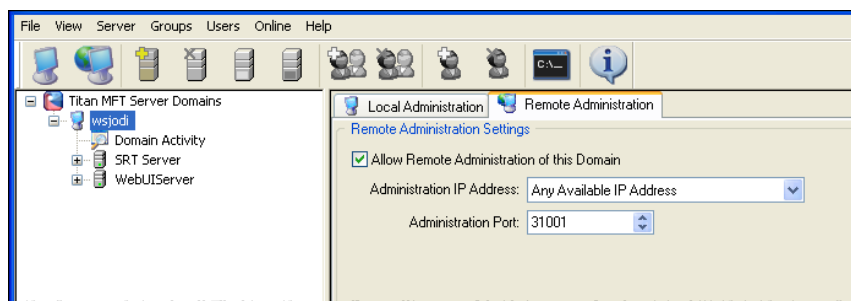 File View Server Groups Users Online Help
C:\_
Titan MFT Server Domains
wsjodi
Domain Activity
SRT Server
WebUIServer
Local Administration
Remote Administration
Remote Administration Settings
Allow Remote Administration of this Domain
Administration IP Address: Any Available IP Address
Administration Port: 31001